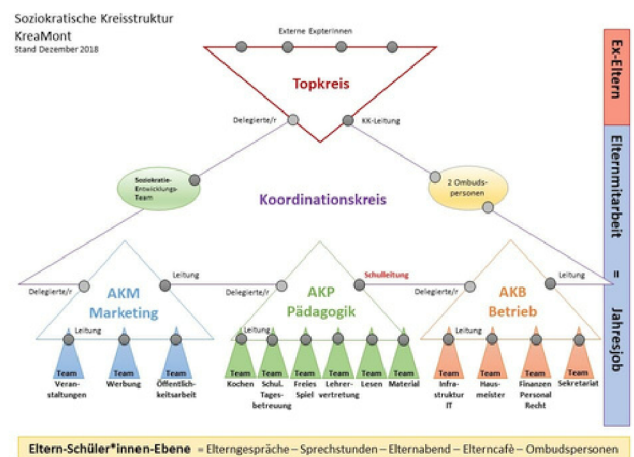 Soziokratische Kreisstruktur
KreaMont
Stand Dezember 2018
Externe ExpterInnen
Topkreis
Delegierte/r
KK-Leitung
Ex-Eltern
Soziokratie-
Entwicklungs-
Team
Koordinationskreis
2 Ombuds-
personen
Elternmitarbeit = Jahresjob
Delegierte/r
Leitung
AKM
Marketing
Delegierte/r
Schulleitung
AKP
Pädagogik
Delegierte/r
Leitung
AKB
Betrieb
Leitung
Leitung
Leitung
Team
Team
Team
Team
Team
Team
Team
Team
Team
Team
Team
Team
Team
Veran-
staltungen
Werbung
Öffentlich-
keitsarbeit
Kochen
Schul.
Tages-
betreuung
Freies
Spiel
Lehrer-
vertretung
Lesen
Material
Infra-
struktur
IT
Haus-
meister
Finanzen
Personal
Recht
Sekretariat
Eltern-Schüler*innen-Ebene = Elterngespräche – Sprechstunden – Elternabend – Elterncafè – Ombudspersonen